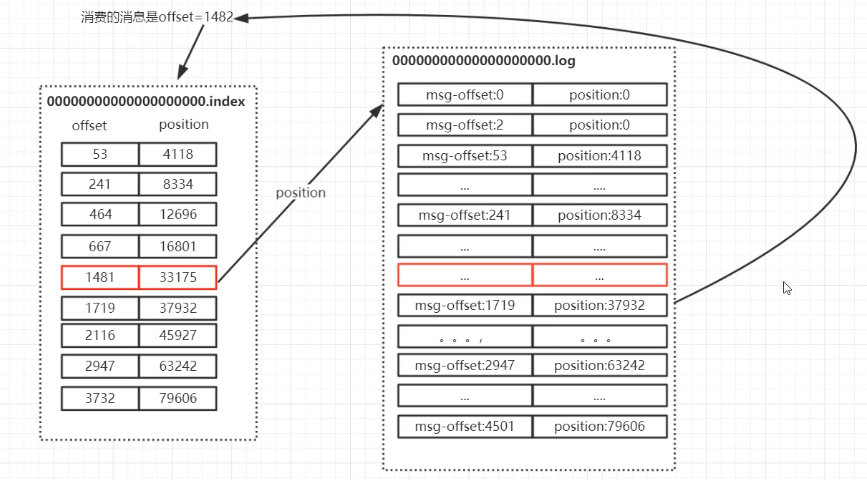 消费的消息是offset=1482
00000000000000000000.index
offset position
53 4118
241 8334
464 12696
667 16801
1481 33175
1719 37932
2116 45927
2947 63242
3732 79606
position
00000000000000000000.log
msg-offset:0 position:0
msg-offset:2 position:0
msg-offset:53 position:4118
... ....
msg-offset:241 position:8334
... ....
... ...
msg-offset:1719 position:37932
。。。, 。。。
msg-offset:2947 position:63242
... ....
msg-offset:4501 position:79606